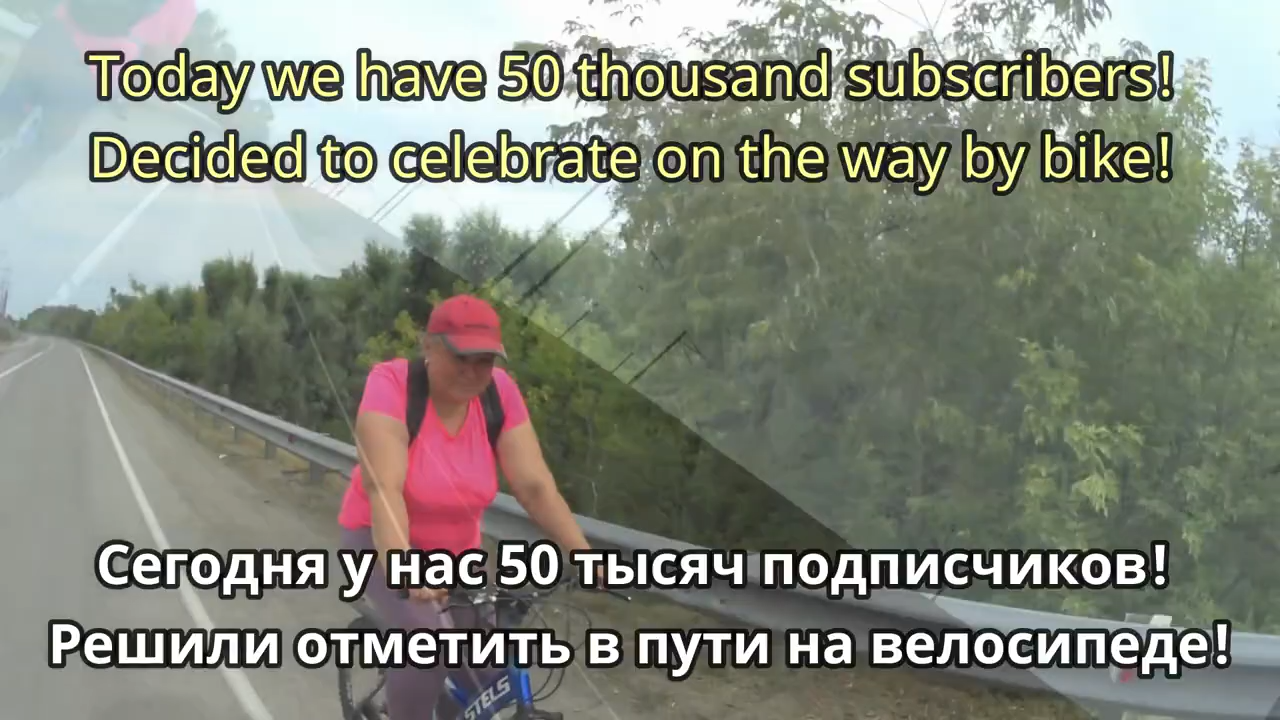 Today we have 50 thousand subscribers!
Decided to celebrate on the way by bike!
Сегодня у нас 50 тысяч подписчиков!
Решили отметить в пути на велосипеде!
STELS